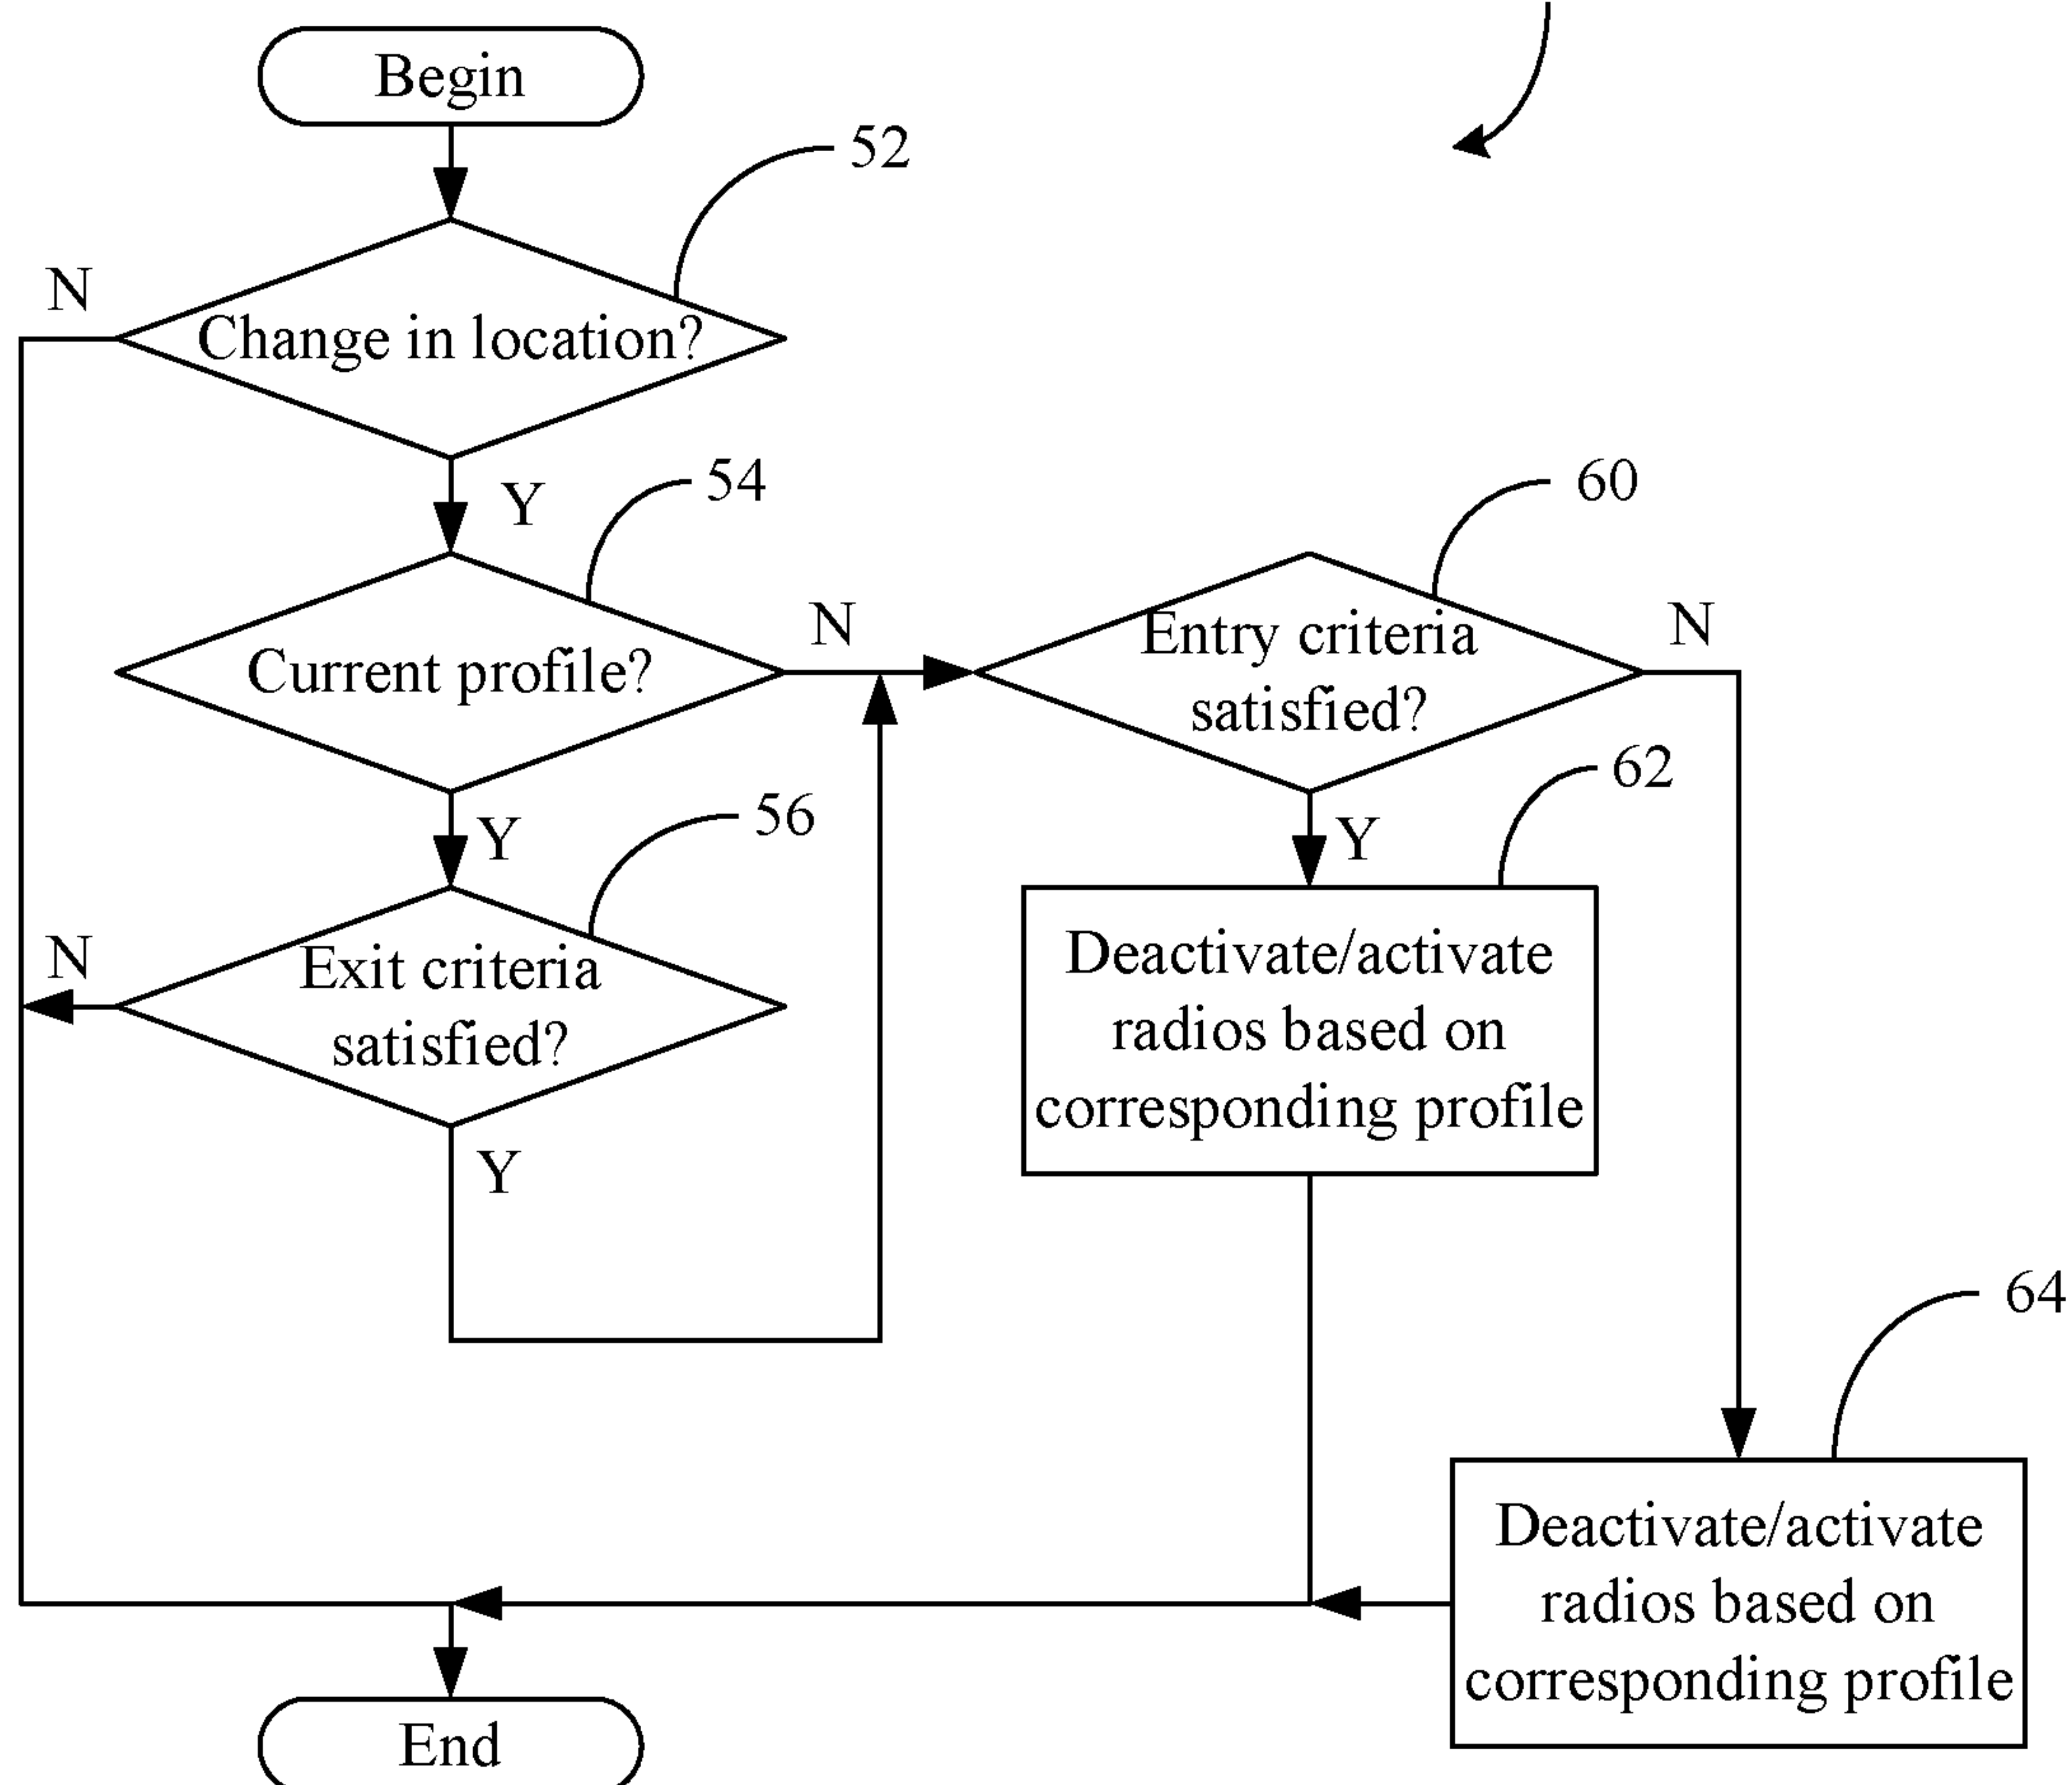 Begin
52
N
Change in location?
Y
54
60
N
N
Current profile?
Entry criteria
satisfied?
62
Y
56
Y
N
Exit criteria
satisfied?
Deactivate/activate
radios based on
corresponding profile
Y
64
Deactivate/activate
radios based on
corresponding profile
End